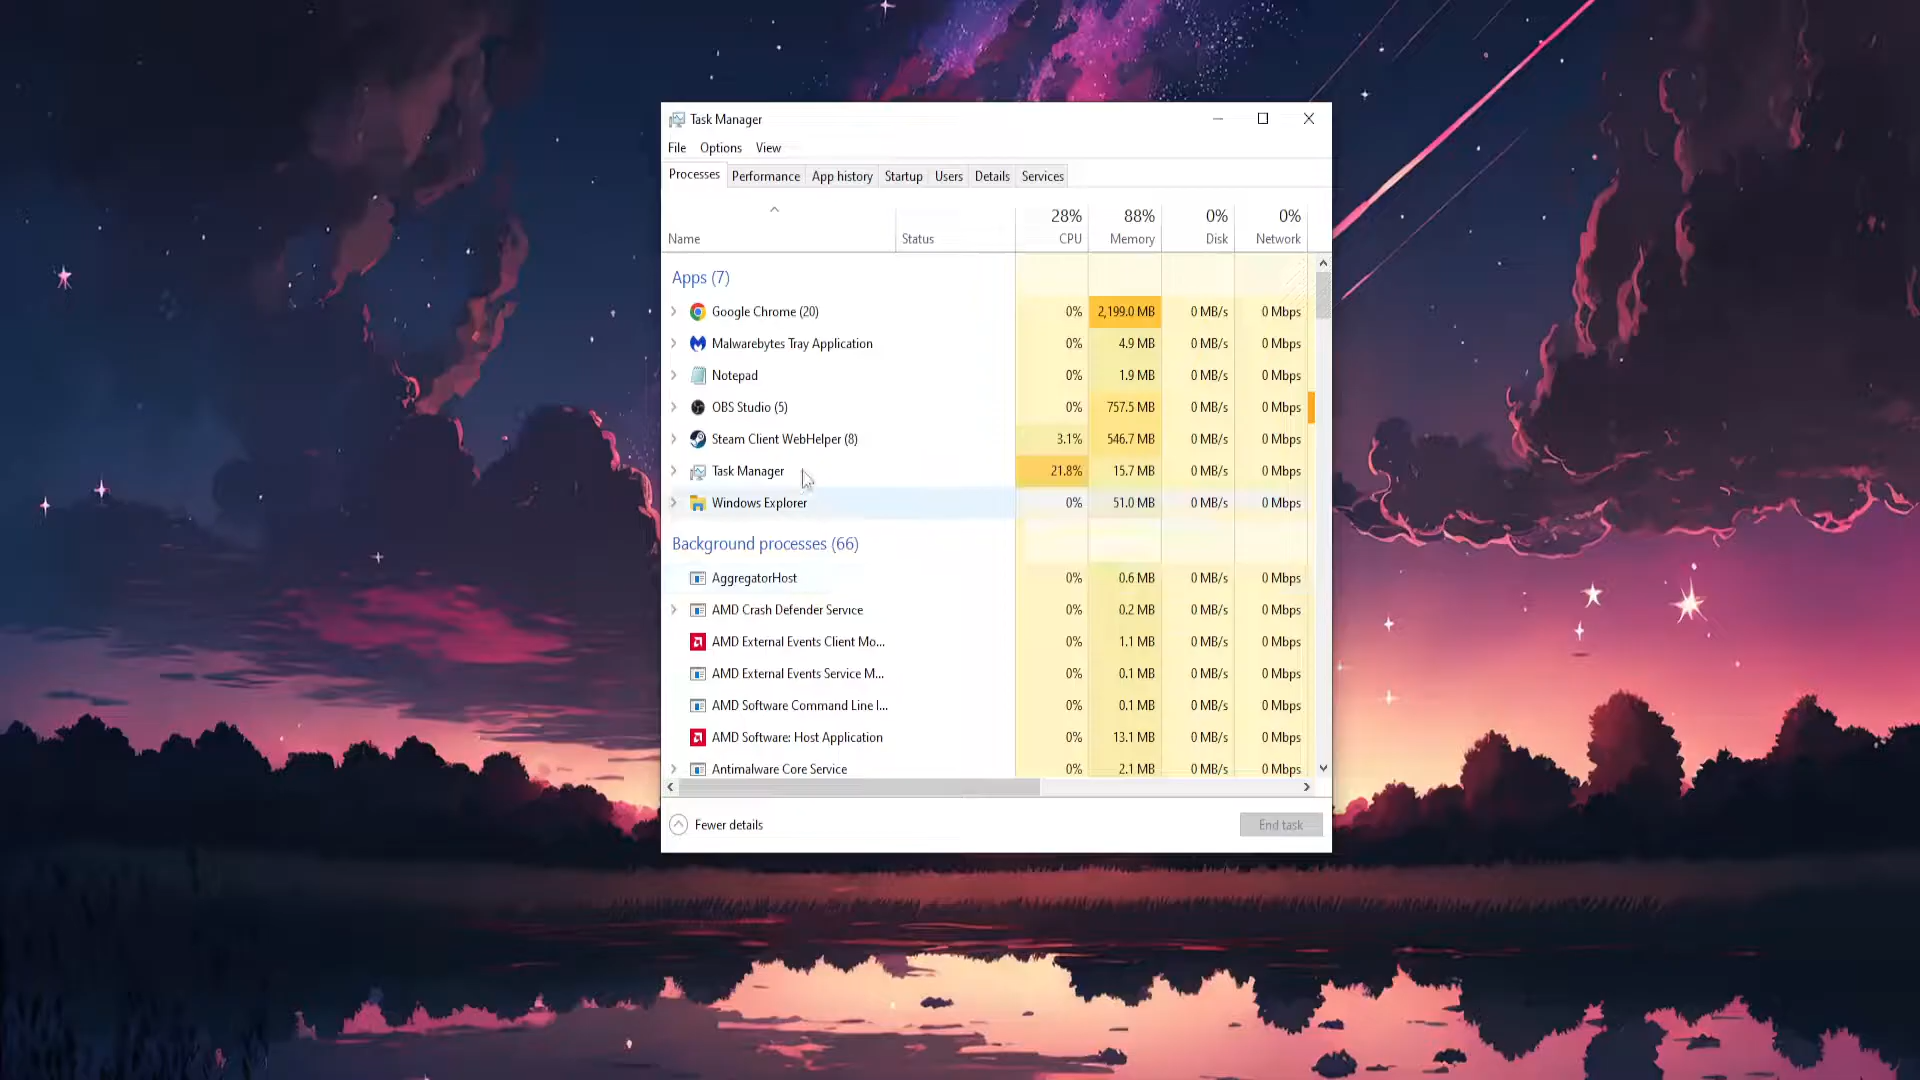 Task Manager
File Options View
Processes Performance App history Startup Users Details Services
28% 88% 0% 0%
Name Status CPU Memory Disk Network
Apps (7)
Google Chrome (20) 0% 2,199.0 MB 0 MB/s 0 Mbps
Malwarebytes Tray Application 0% 4.9 MB 0 MB/s 0 Mbps
Notepad 0% 1.9 MB 0 MB/s 0 Mbps
OBS Studio (5) 0% 757.5 MB 0 MB/s 0 Mbps
Steam Client WebHelper (8) 3.1% 546.7 MB 0 MB/s 0 Mbps
Task Manager 21.8% 15.7 MB 0 MB/s 0 Mbps
Windows Explorer 0% 51.0 MB 0 MB/s 0 Mbps
Background processes (66)
AggregatorHost 0% 0.6 MB 0 MB/s 0 Mbps
AMD Crash Defender Service 0% 0.2 MB 0 MB/s 0 Mbps
AMD External Events Client Mo... 0% 1.1 MB 0 MB/s 0 Mbps
AMD External Events Service M... 0% 0.1 MB 0 MB/s 0 Mbps
AMD Software Command Line I... 0% 0.1 MB 0 MB/s 0 Mbps
AMD Software: Host Application 0% 13.1 MB 0 MB/s 0 Mbps
Antimalware Core Service 0% 2.1 MB 0 MB/s 0 Mbps
Fewer details End task